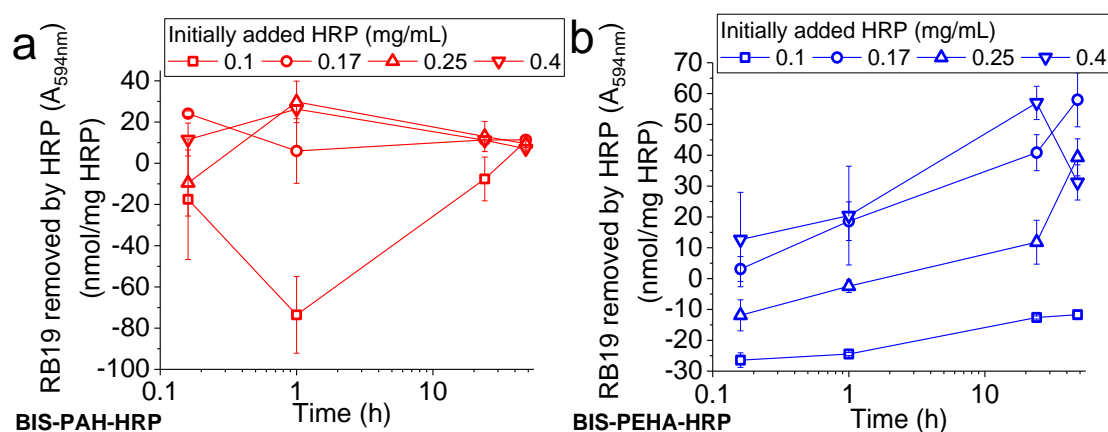 a
Initially added HRP (mg/mL)
0.1 0.17 0.25 0.4
RB19 removed by HRP (A594nm)
(nmol/mg HRP)
40
20
0
-20
-40
-60
-80
-100
0.1 1 10
Time (h)
BIS-PAH-HRP
b
Initially added HRP (mg/mL)
0.1 0.17 0.25 0.4
RB19 removed by HRP (A594nm)
(nmol/mg HRP)
70
60
50
40
30
20
10
0
-10
-20
-30
0.1 1 10
Time (h)
BIS-PEHA-HRP